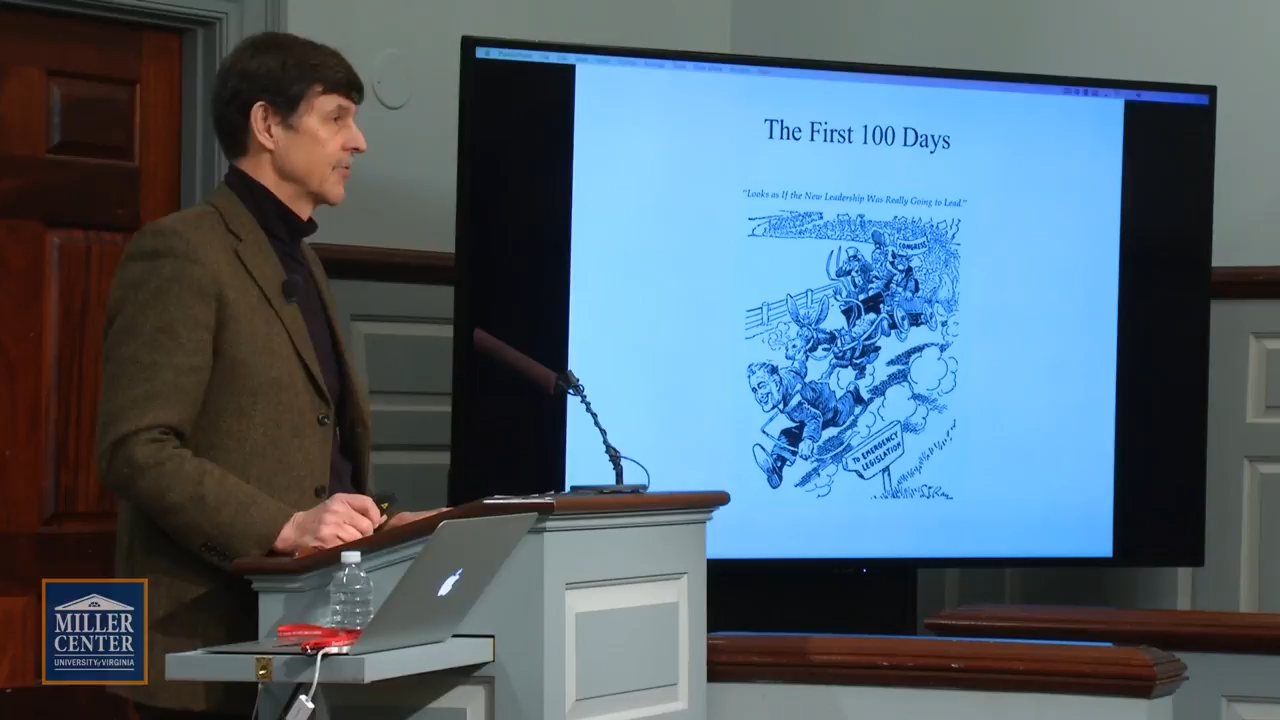 The First 100 Days
"Looks as If the New Leadership Was Really Going to Lead."
CONGRESS
TO EMERGENCY
LEGISLATION
MILLER
CENTER
UNIVERSITY of VIRGINIA